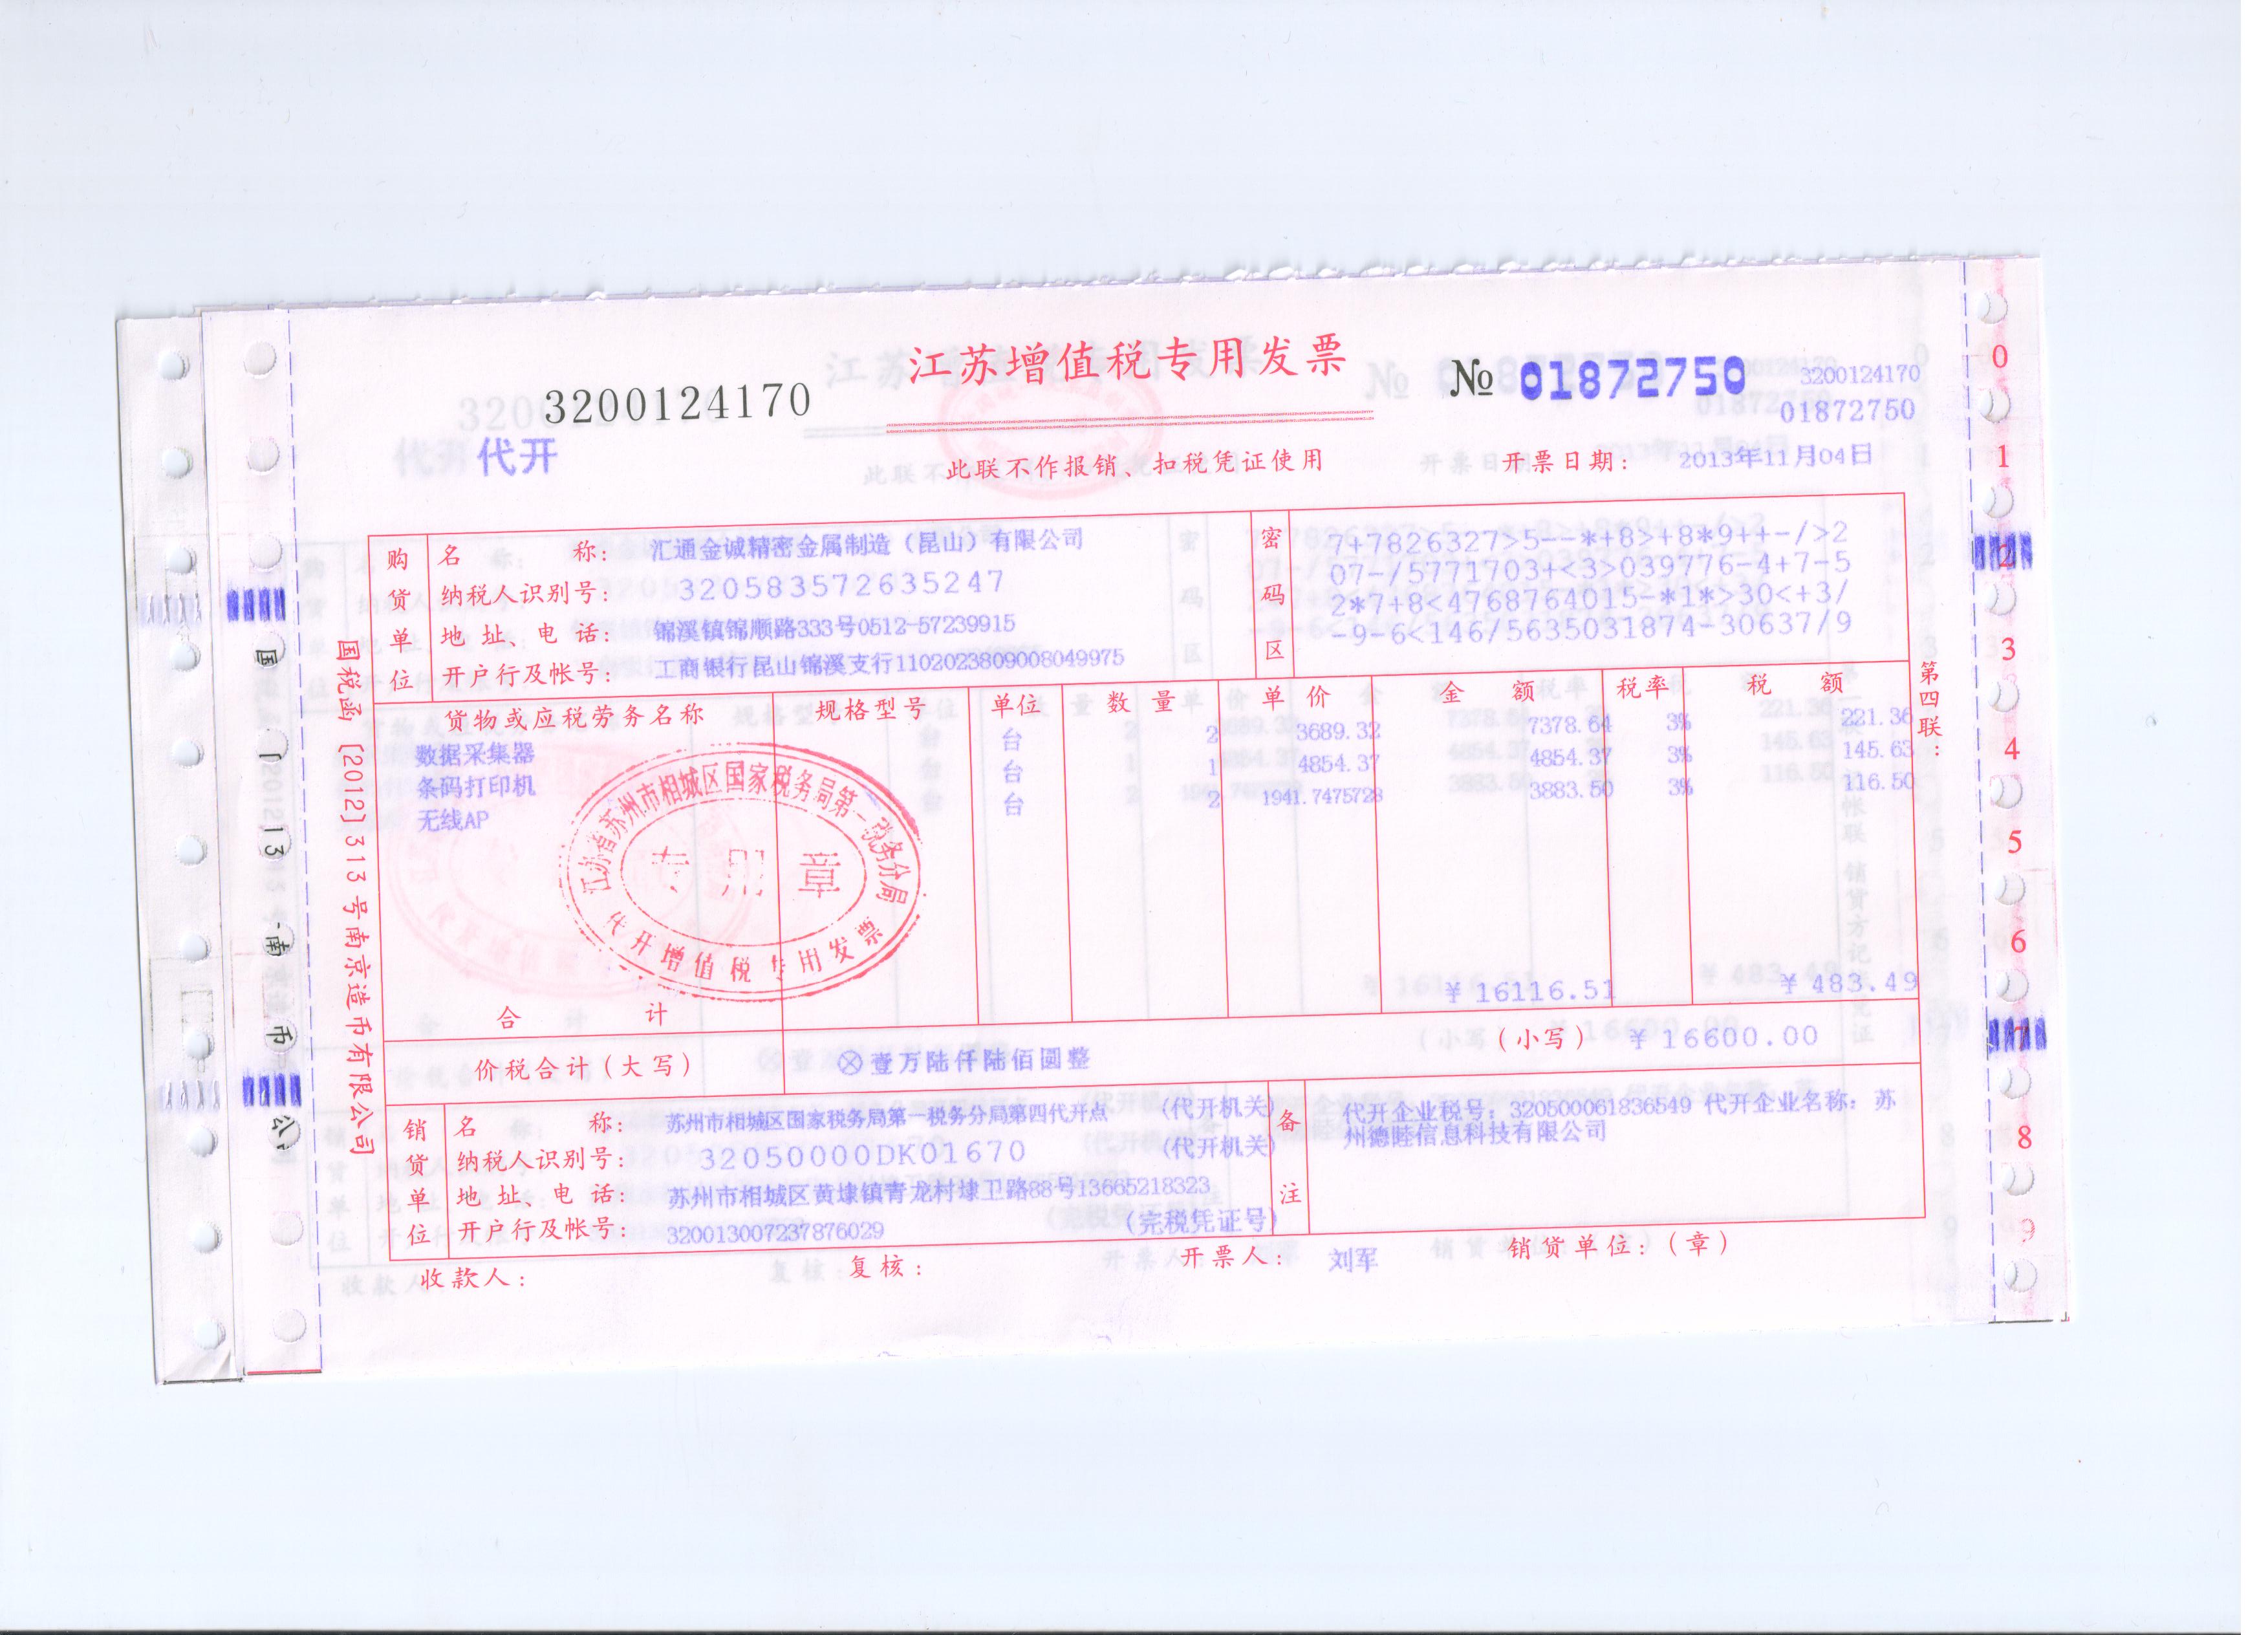 江苏增值税专用发票
3200124170
№ 01872750
3200124170
01872750
代开
此联不作报销、扣税凭证使用
开票日期： 2013年11月04日
购货单位
名 称： 汇通金诚精密金属制造（昆山）有限公司
纳税人识别号： 320583572635247
地 址、电 话： 锦溪镇锦顺路333号0512-57239915
开户行及帐号： 工商银行昆山锦溪支行1102023809008049975
密码区
7+7826327>5--*+8>+8*9++-/>2
07-/5771703+<3>039776-4+7-5
2*7+8<4768764015-*1*>30<+3/
-9-6<146/5635031874-30637/9
货物或应税劳务名称 规格型号 单位 数 量 单 价 金 额 税率 税 额
数据采集器 台 2 3689.32 7378.64 3% 221.36
条码打印机 台 1 4854.37 4854.37 3% 145.63
无线AP 台 2 1941.7475728 3883.50 3% 116.50
江苏省苏州市相城区国家税务局第一税务分局
专用章
代开增值税专用发票
合 计 ￥16116.51 ￥483.49
价税合计（大写） ⊗壹万陆仟陆佰圆整 （小写） ￥16600.00
销货单位
名 称： 苏州市相城区国家税务局第一税务分局第四代开点 (代开机关)
纳税人识别号： 32050000DK01670 (代开机关)
地 址、电 话： 苏州市相城区黄埭镇青龙村埭卫路88号13665218323
开户行及帐号： 320013007237876029 (完税凭证号)
备注
代开企业税号：320500061836549 代开企业名称：苏
州德睦信息科技有限公司
收款人： 复核： 开票人： 刘军 销货单位：（章）
国税函〔2012〕313号南京造币有限公司
第四联：
0
1
2
3
4
5
6
7
8
9